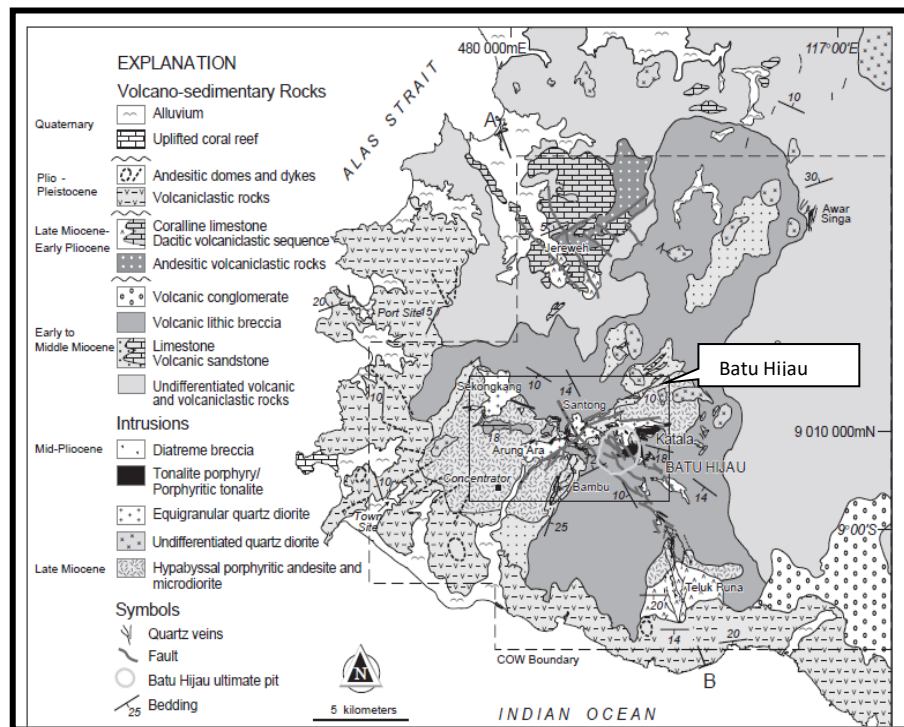 480 000mE
117°00'E
EXPLANATION
Volcano-sedimentary Rocks
Quaternary
Alluvium
Uplifted coral reef
Plio -
Pleistocene
Andesitic domes and dykes
Volcaniclastic rocks
Late Miocene-
Early Pliocene
Coralline limestone
Dacitic volcaniclastic sequence
Andesitic volcaniclastic rocks
Volcanic conglomerate
Volcanic lithic breccia
Early to
Middle Miocene
Limestone
Volcanic sandstone
Undifferentiated volcanic
and volcaniclastic rocks
Intrusions
Mid-Pliocene
Diatreme breccia
Tonalite porphyry/
Porphyritic tonalite
Equigranular quartz diorite
Undifferentiated quartz diorite
Late Miocene
Hypabyssal porphyritic andesite and
microdiorite
Symbols
Quartz veins
Fault
Batu Hijau ultimate pit
25
Bedding
N
5 kilometers
ALAS STRAIT
A
10
30
Awar
Singa
5
Jereweh
20
Port Site
15
Batu Hijau
10
Sekongkang
10
14
Santong
10
18
Arung Ara
Katala
18
BATU HIJAU
9 010 000mN
Concentrator
Bambu
10
14
10
Town
Site
25
9°00'S
Teluk Puna
20
14
20
COW Boundary
B
INDIAN OCEAN